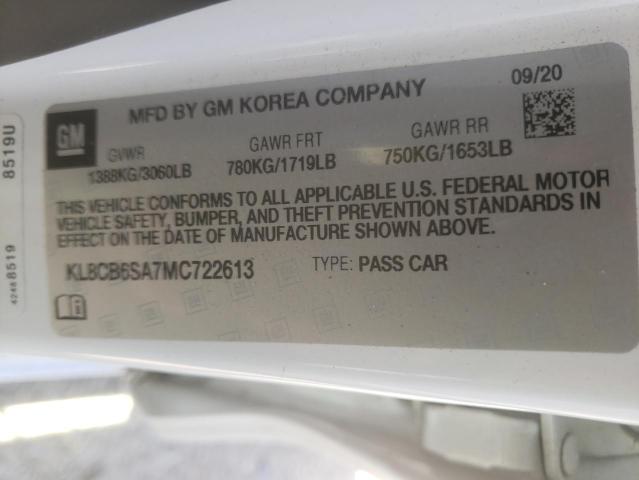 MFD BY GM KOREA COMPANY
09/20
GM
GVWR
GAWR FRT
GAWR RR
1388KG/3060LB
780KG/1719LB
750KG/1653LB
THIS VEHICLE CONFORMS TO ALL APPLICABLE U.S. FEDERAL MOTOR
VEHICLE SAFETY, BUMPER, AND THEFT PREVENTION STANDARDS IN
EFFECT ON THE DATE OF MANUFACTURE SHOWN ABOVE.
KL8CB6SA7MC722613
TYPE: PASS CAR
8519U
42488519